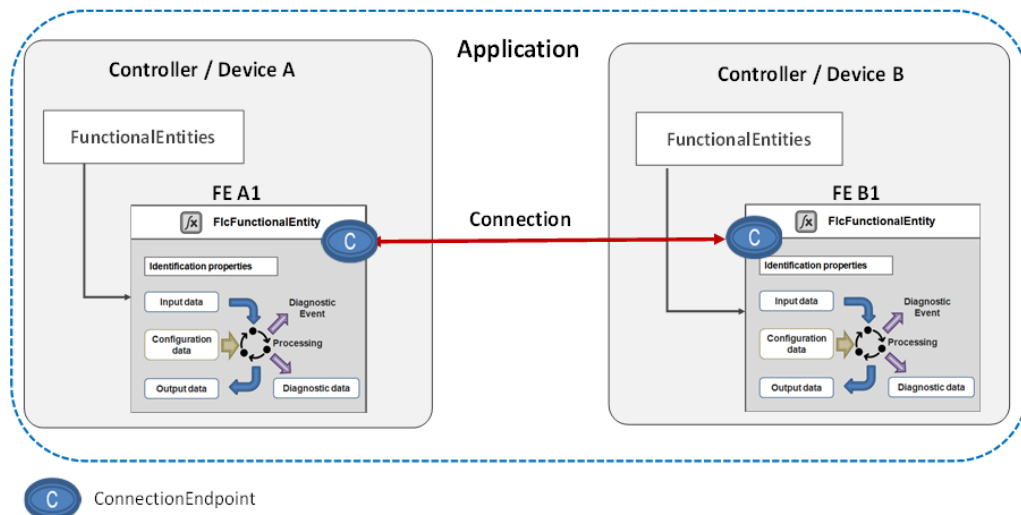 Application
Controller / Device A
FunctionalEntities
FE A1
fx FlcFunctionalEntity
C
Identification properties
Input data
Diagnostic
Event
Configuration
data
Processing
Output data
Diagnostic data
Connection
Controller / Device B
FunctionalEntities
FE B1
fx FlcFunctionalEntity
C
Identification properties
Input data
Diagnostic
Event
Configuration
data
Processing
Output data
Diagnostic data
C ConnectionEndpoint